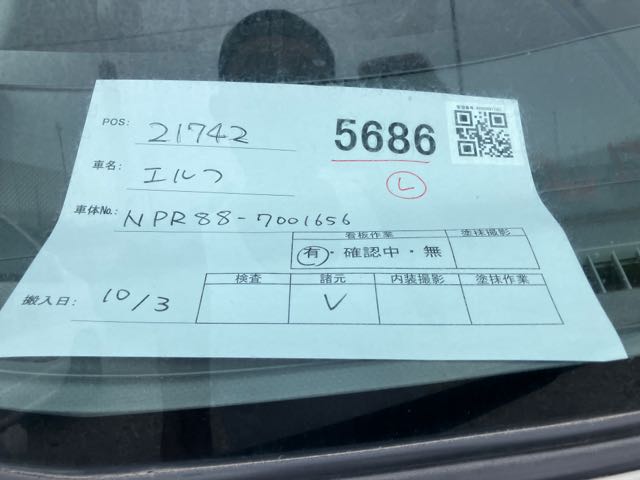 POS: 21742
5686
L
車名: エルフ
車体No.: NPR88-7001656
看板作業 塗抹撮影
有・確認中・無
検査 諸元 内装撮影 塗抹作業
搬入日: 10/3 V